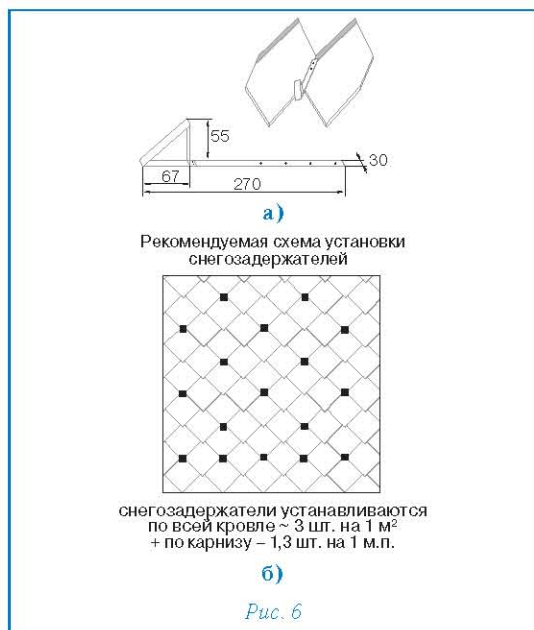 55
30
67
270
а)
Рекомендуемая схема установки
снегозадержателей
снегозадержатели устанавливаются
по всей кровле ~ 3 шт. на 1 м²
+ по карнизу – 1,3 шт. на 1 м.п.
б)
Рис. 6